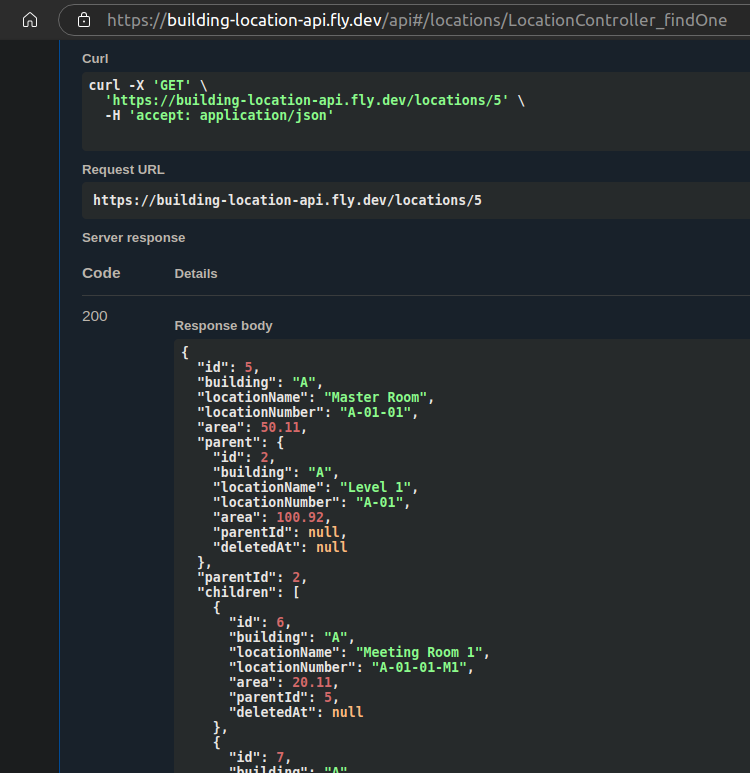 https://building-location-api.fly.dev/api#/locations/LocationController_findOne
Curl
curl -X 'GET' \
  'https://building-location-api.fly.dev/locations/5' \
  -H 'accept: application/json'
Request URL
https://building-location-api.fly.dev/locations/5
Server response
Code Details
200
Response body
{
  "id": 5,
  "building": "A",
  "locationName": "Master Room",
  "locationNumber": "A-01-01",
  "area": 50.11,
  "parent": {
    "id": 2,
    "building": "A",
    "locationName": "Level 1",
    "locationNumber": "A-01",
    "area": 100.92,
    "parentId": null,
    "deletedAt": null
  },
  "parentId": 2,
  "children": [
    {
      "id": 6,
      "building": "A",
      "locationName": "Meeting Room 1",
      "locationNumber": "A-01-01-M1",
      "area": 20.11,
      "parentId": 5,
      "deletedAt": null
    },
    {
      "id": 7,
      "building": "A"